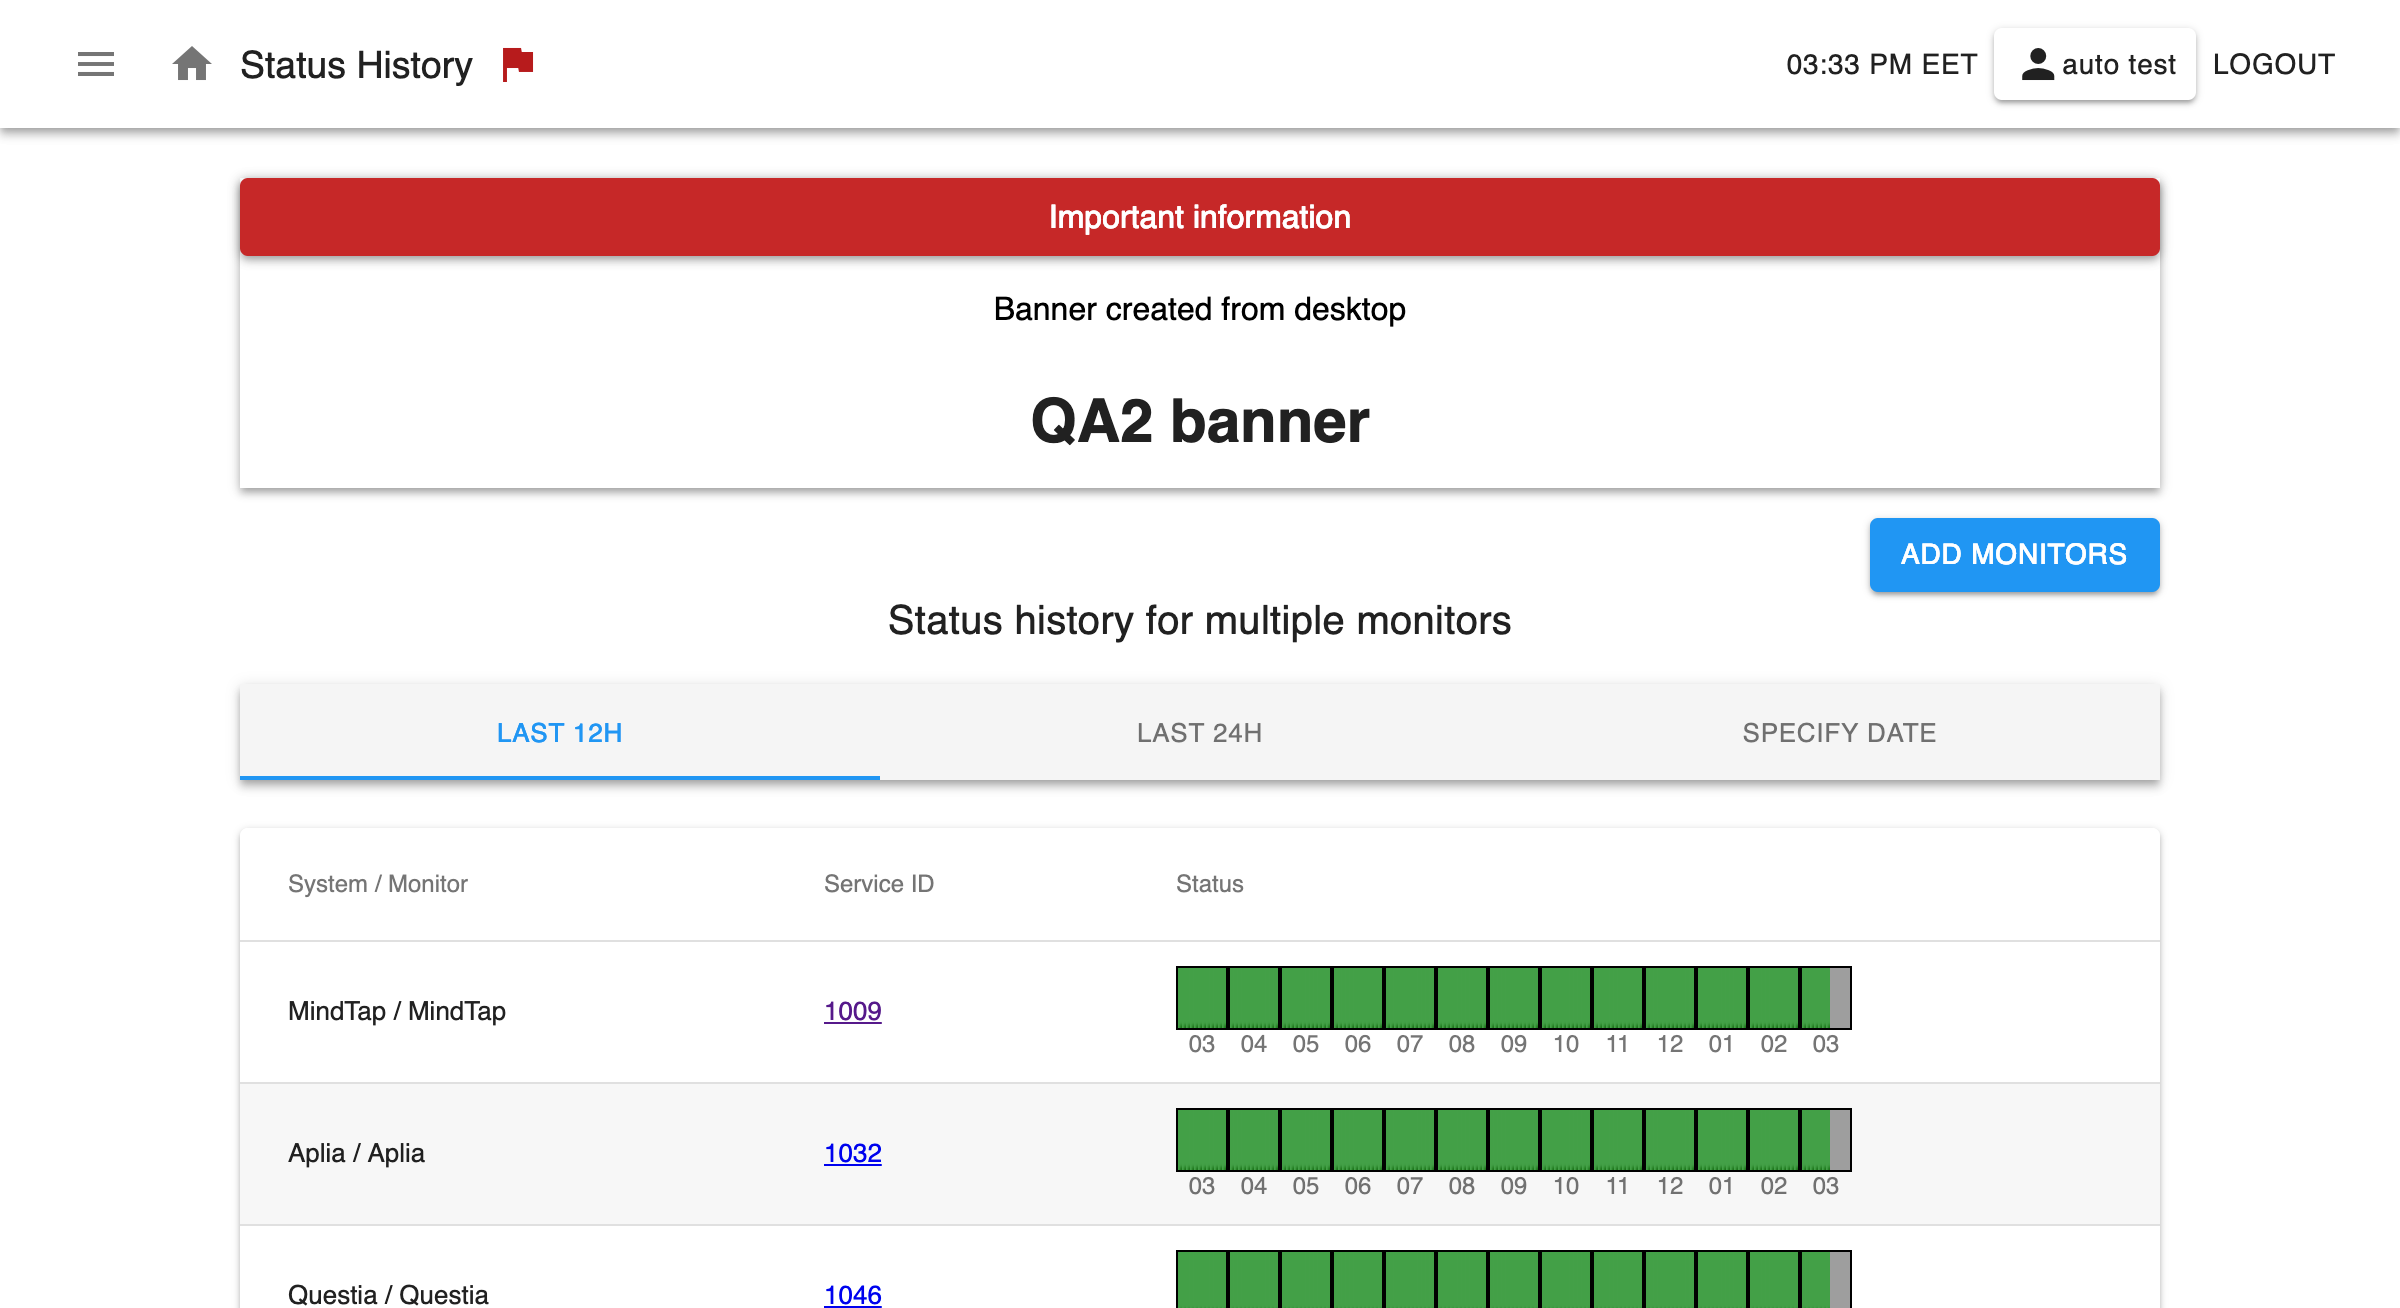 Status History
03:33 PM EET
auto test
LOGOUT
Important information
Banner created from desktop
QA2 banner
ADD MONITORS
Status history for multiple monitors
LAST 12H
LAST 24H
SPECIFY DATE
System / Monitor
Service ID
Status
MindTap / MindTap
1009
03 04 05 06 07 08 09 10 11 12 01 02 03
Aplia / Aplia
1032
03 04 05 06 07 08 09 10 11 12 01 02 03
Questia / Questia
1046